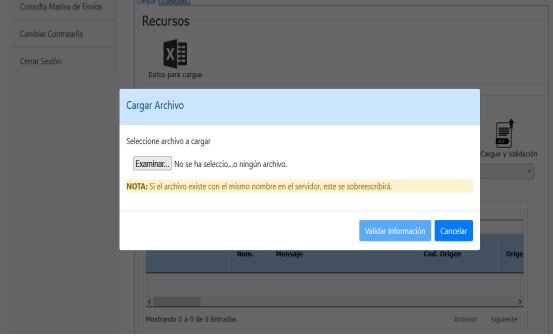 Consulta Masiva de Envíos
Cambiar Contraseña
Cerrar Sesión
Cargue Consultas
Recursos
Datos para cargue
Cargar Archivo
Seleccione archivo a cargar
Examinar... No se ha seleccio...o ningún archivo.
NOTA: Si el archivo existe con el mismo nombre en el servidor, este se sobreescribirá.
Validar Información Cancelar
Cargue y Validación
Num. Mensaje Cod. Origen Orige
Mostrando 0 a 0 de 0 Entradas
Anterior Siguiente